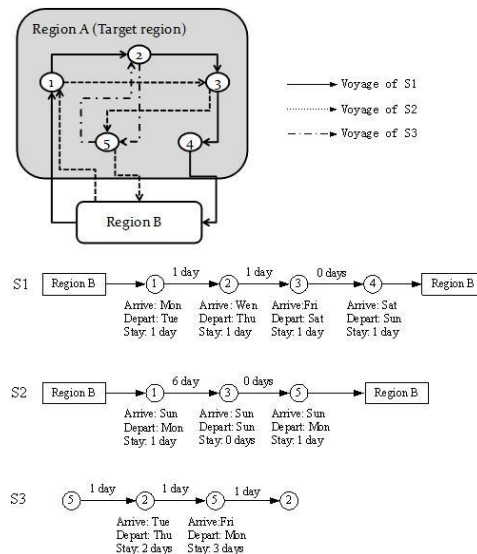 Region A (Target region)
2
1
3
5
4
Region B
Voyage of S1
Voyage of S2
Voyage of S3
1 day 1 day 0 days
S1 Region B 1 2 3 4 Region B
Arrive: Mon Arrive: Wen Arrive:Fri Arrive: Sat
Depart: Tue Depart: Thu Depart: Sat Depart: Sun
Stay: 1 day Stay: 1 day Stay: 1 day Stay: 1 day
6 day 0 days
S2 Region B 1 3 5 Region B
Arrive: Sun Arrive: Sun Arrive: Sun
Depart: Mon Depart: Sun Depart: Mon
Stay: 1 day Stay: 0 days Stay: 1 day
1 day 1 day 1 day
S3 5 2 5 2
Arrive: Tue Arrive:Fri
Depart: Thu Depart: Mon
Stay: 2 days Stay: 3 days